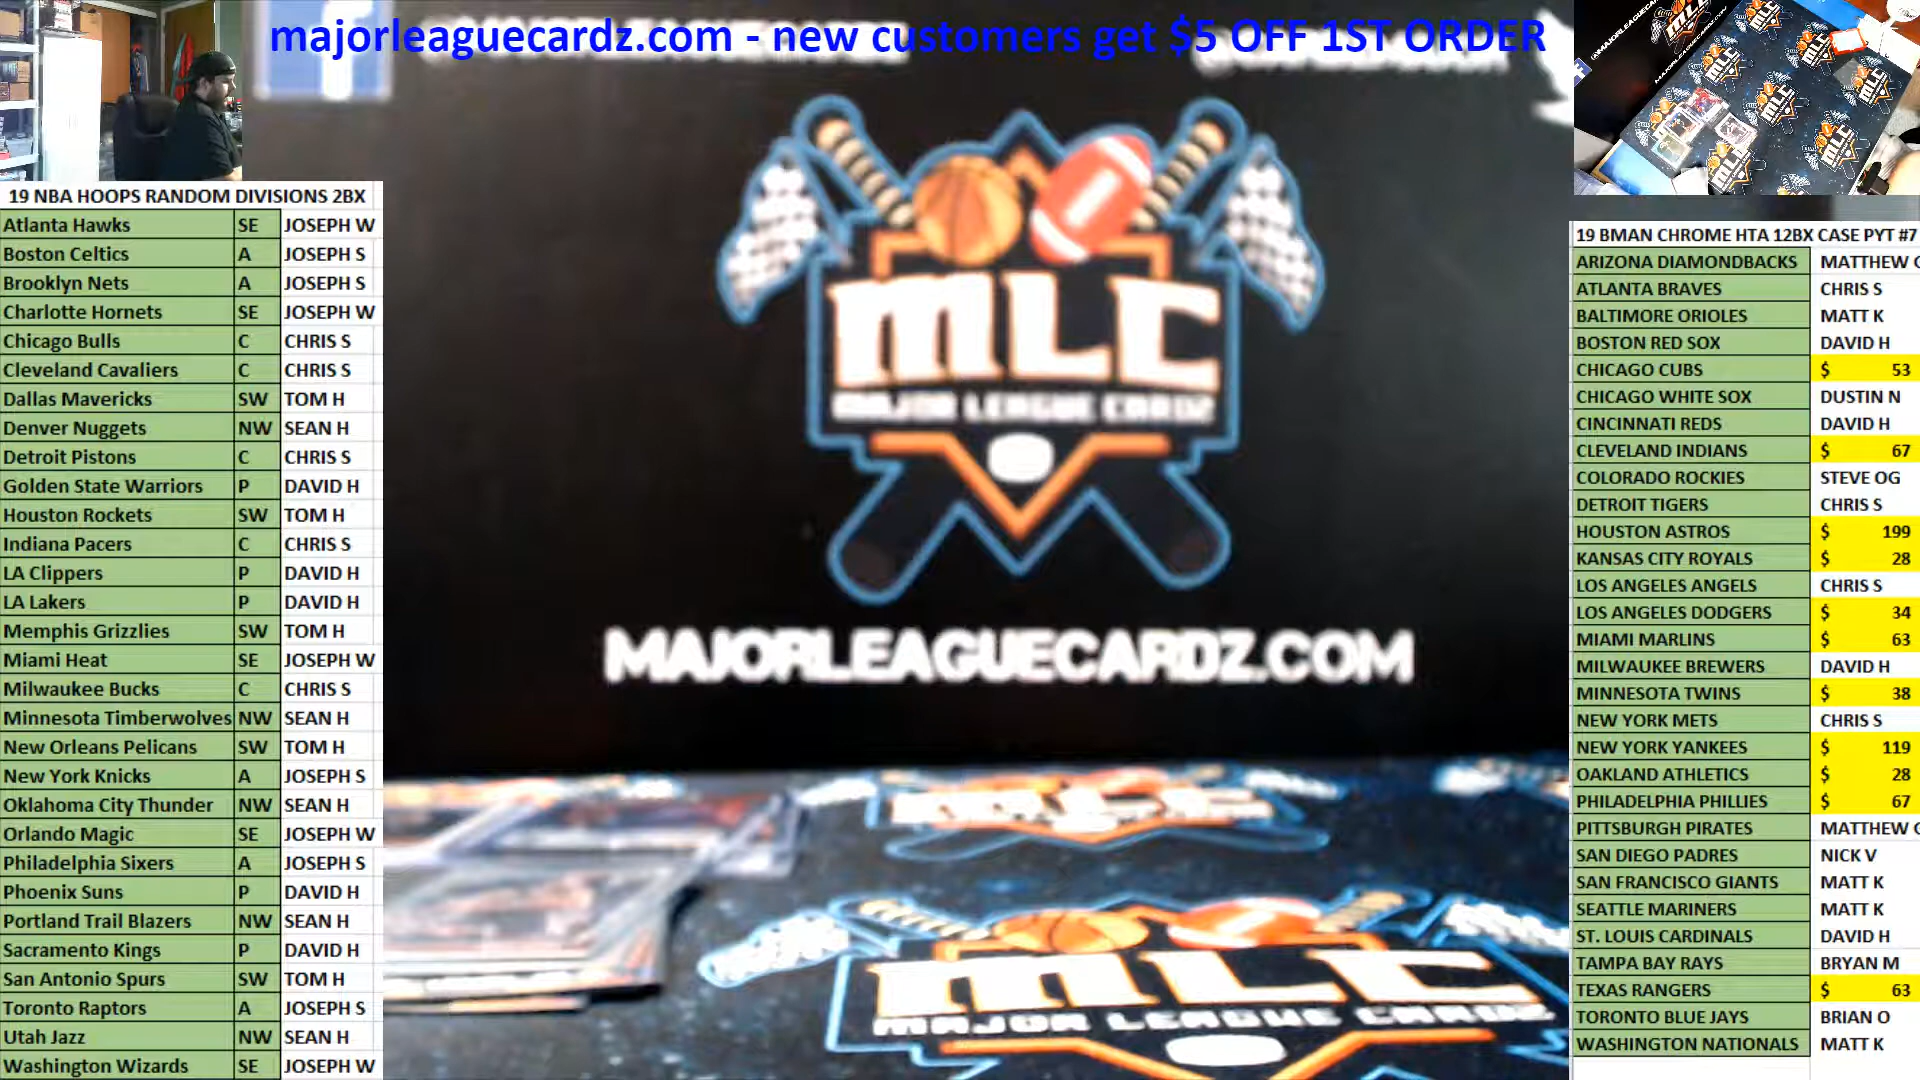 majorleaguecardz.com - new customers get $5 OFF 1ST ORDER
19 NBA HOOPS RANDOM DIVISIONS 2BX
Atlanta Hawks SE JOSEPH W
Boston Celtics A JOSEPH S
Brooklyn Nets A JOSEPH S
Charlotte Hornets SE JOSEPH W
Chicago Bulls C CHRIS S
Cleveland Cavaliers C CHRIS S
Dallas Mavericks SW TOM H
Denver Nuggets NW SEAN H
Detroit Pistons C CHRIS S
Golden State Warriors P DAVID H
Houston Rockets SW TOM H
Indiana Pacers C CHRIS S
LA Clippers P DAVID H
LA Lakers P DAVID H
Memphis Grizzlies SW TOM H
Miami Heat SE JOSEPH W
Milwaukee Bucks C CHRIS S
Minnesota Timberwolves NW SEAN H
New Orleans Pelicans SW TOM H
New York Knicks A JOSEPH S
Oklahoma City Thunder NW SEAN H
Orlando Magic SE JOSEPH W
Philadelphia Sixers A JOSEPH S
Phoenix Suns P DAVID H
Portland Trail Blazers NW SEAN H
Sacramento Kings P DAVID H
San Antonio Spurs SW TOM H
Toronto Raptors A JOSEPH S
Utah Jazz NW SEAN H
Washington Wizards SE JOSEPH W
MLC
MAJOR LEAGUE CARDZ
MAJORLEAGUECARDZ.COM
MLC
MAJOR LEAGUE CARDZ
19 BMAN CHROME HTA 12BX CASE PYT #7
ARIZONA DIAMONDBACKS MATTHEW
ATLANTA BRAVES CHRIS S
BALTIMORE ORIOLES MATT K
BOSTON RED SOX DAVID H
CHICAGO CUBS $ 53
CHICAGO WHITE SOX DUSTIN N
CINCINNATI REDS DAVID H
CLEVELAND INDIANS $ 67
COLORADO ROCKIES STEVE OG
DETROIT TIGERS CHRIS S
HOUSTON ASTROS $ 199
KANSAS CITY ROYALS $ 28
LOS ANGELES ANGELS CHRIS S
LOS ANGELES DODGERS $ 34
MIAMI MARLINS $ 63
MILWAUKEE BREWERS DAVID H
MINNESOTA TWINS $ 38
NEW YORK METS CHRIS S
NEW YORK YANKEES $ 119
OAKLAND ATHLETICS $ 28
PHILADELPHIA PHILLIES $ 67
PITTSBURGH PIRATES MATTHEW
SAN DIEGO PADRES NICK V
SAN FRANCISCO GIANTS MATT K
SEATTLE MARINERS MATT K
ST. LOUIS CARDINALS DAVID H
TAMPA BAY RAYS BRYAN M
TEXAS RANGERS $ 63
TORONTO BLUE JAYS BRIAN O
WASHINGTON NATIONALS MATT K